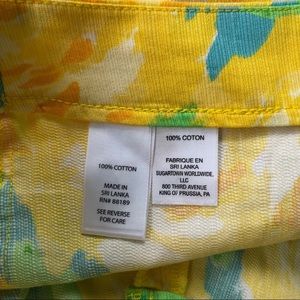 100% COTTON
MADE IN
SRI LANKA
RN# 88189
SEE REVERSE
FOR CARE
100% COTTON
FABRIQUE EN
SRI LANKA
SUGARTOWN WORLDWIDE,
LLC
800 THIRD AVENUE
KING OF PRUSSIA, PA